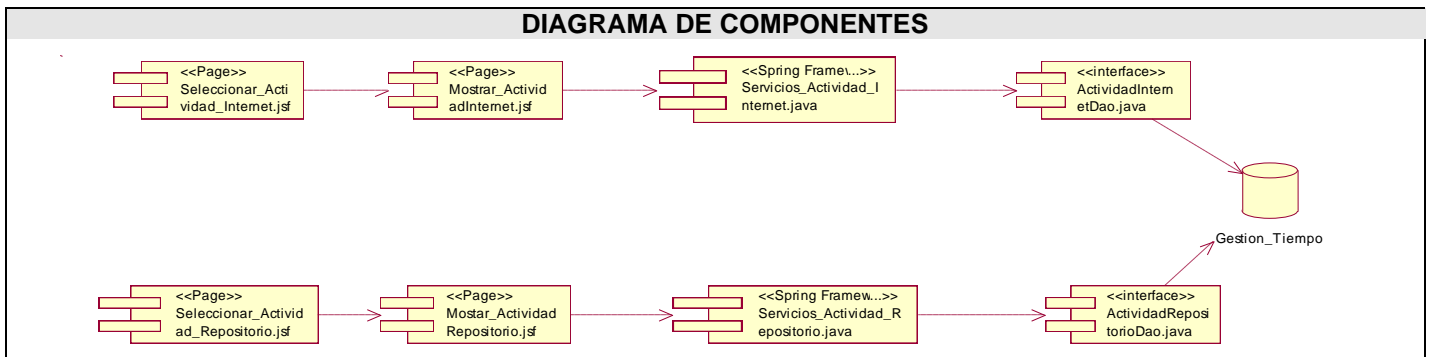 DIAGRAMA DE COMPONENTES
<<Page>>
Seleccionar_Acti
vidad_Internet.jsf
<<Page>>
Mostrar_Activid
adInternet.jsf
<<Spring Framew...>>
Servicios_Actividad_I
nternet.java
<<interface>>
ActividadIntern
etDao.java
Gestion_Tiempo
<<Page>>
Seleccionar_Activid
ad_Repositorio.jsf
<<Page>>
Mostar_Actividad
Repositorio.jsf
<<Spring Framew...>>
Servicios_Actividad_R
epositorio.java
<<interface>>
ActividadReposi
torioDao.java